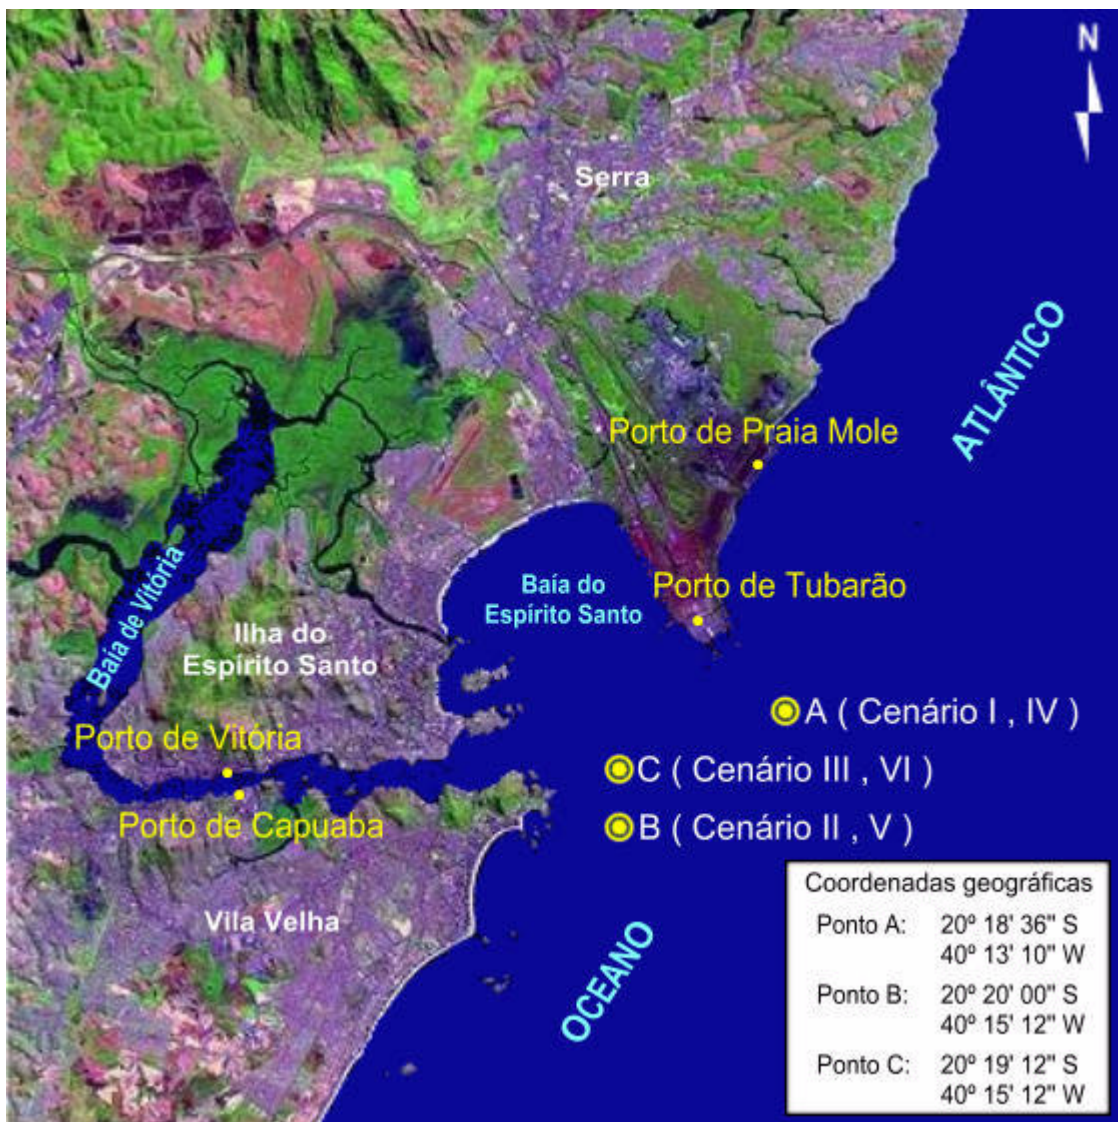 N
Serra
ATLÂNTICO
Porto de Praia Mole
Baía de Vitória
Baía do
Espírito Santo
Porto de Tubarão
Ilha do
Espírito Santo
A ( Cenário I , IV )
Porto de Vitória
C ( Cenário III , VI )
Porto de Capuaba
B ( Cenário II , V )
Vila Velha
OCEANO
Coordenadas geográficas
Ponto A: 20º 18' 36" S
40º 13' 10" W
Ponto B: 20º 20' 00" S
40º 15' 12" W
Ponto C: 20º 19' 12" S
40º 15' 12" W